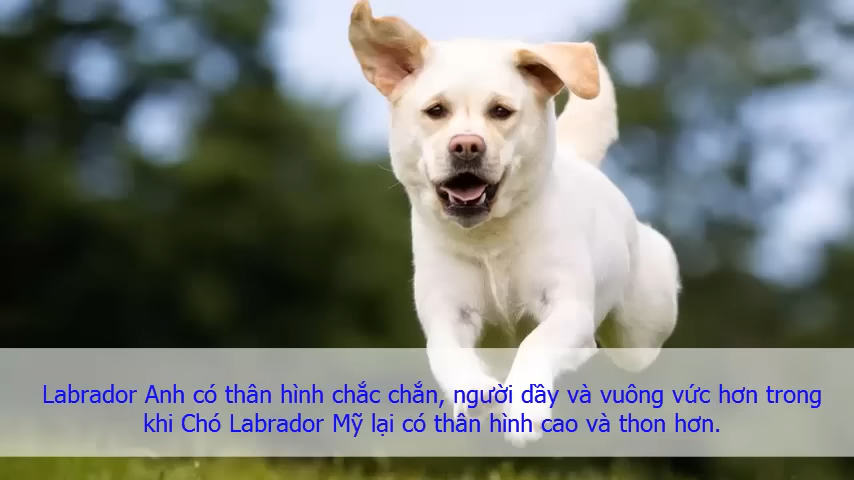 Labrador Anh có thân hình chắc chắn, người dầy và vuông vức hơn trong
khi Chó Labrador Mỹ lại có thân hình cao và thon hơn.